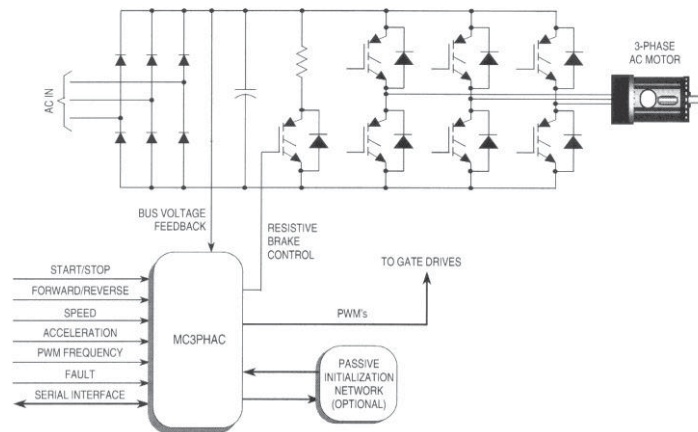 3-PHASE
AC MOTOR
AC IN
BUS VOLTAGE
FEEDBACK
RESISTIVE
BRAKE
CONTROL
TO GATE DRIVES
START/STOP
FORWARD/REVERSE
SPEED
ACCELERATION
PWM FREQUENCY
FAULT
SERIAL INTERFACE
MC3PHAC
PWM's
PASSIVE
INITIALIZATION
NETWORK
(OPTIONAL)